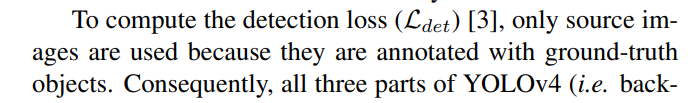 To compute the detection loss (ℒ_det) [3], only source im-
ages are used because they are annotated with ground-truth
objects. Consequently, all three parts of YOLOv4 (i.e. back-